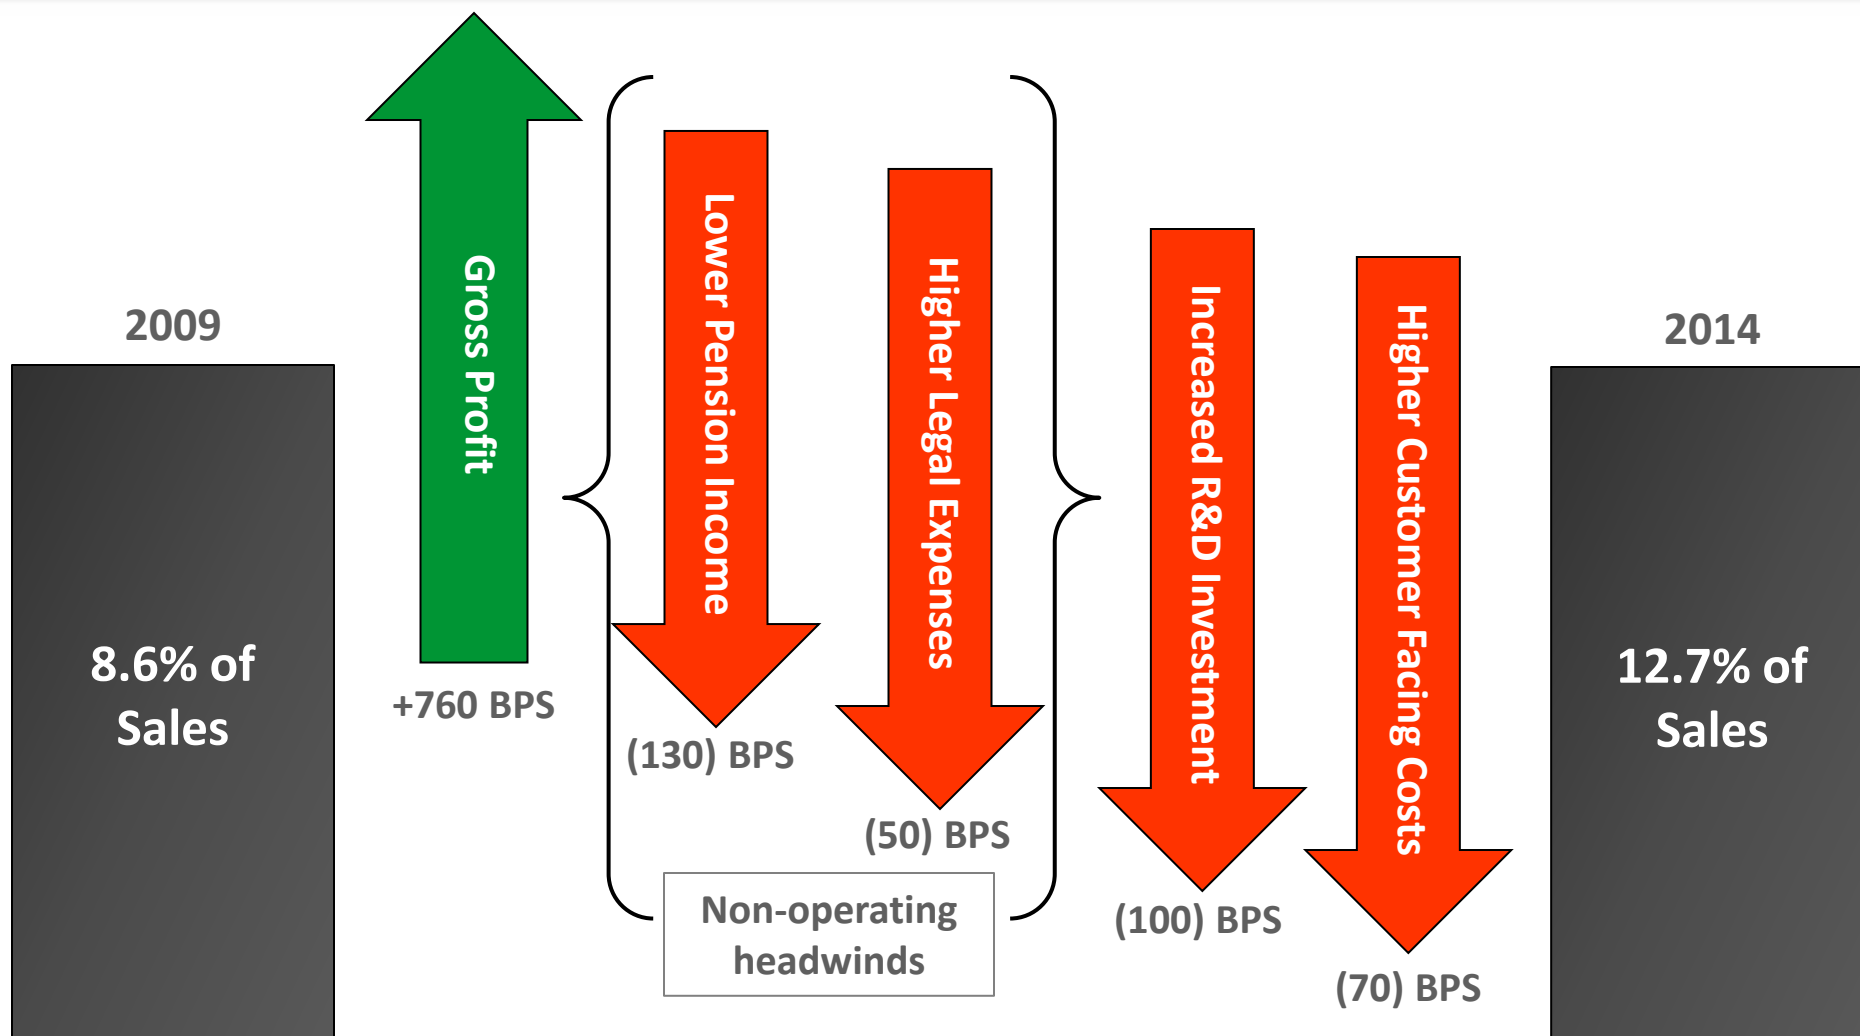 2009
8.6% of
Sales
Gross Profit
+760 BPS
Lower Pension Income
(130) BPS
Higher Legal Expenses
(50) BPS
Non-operating
headwinds
Increased R&D Investment
(100) BPS
Higher Customer Facing Costs
(70) BPS
2014
12.7% of
Sales